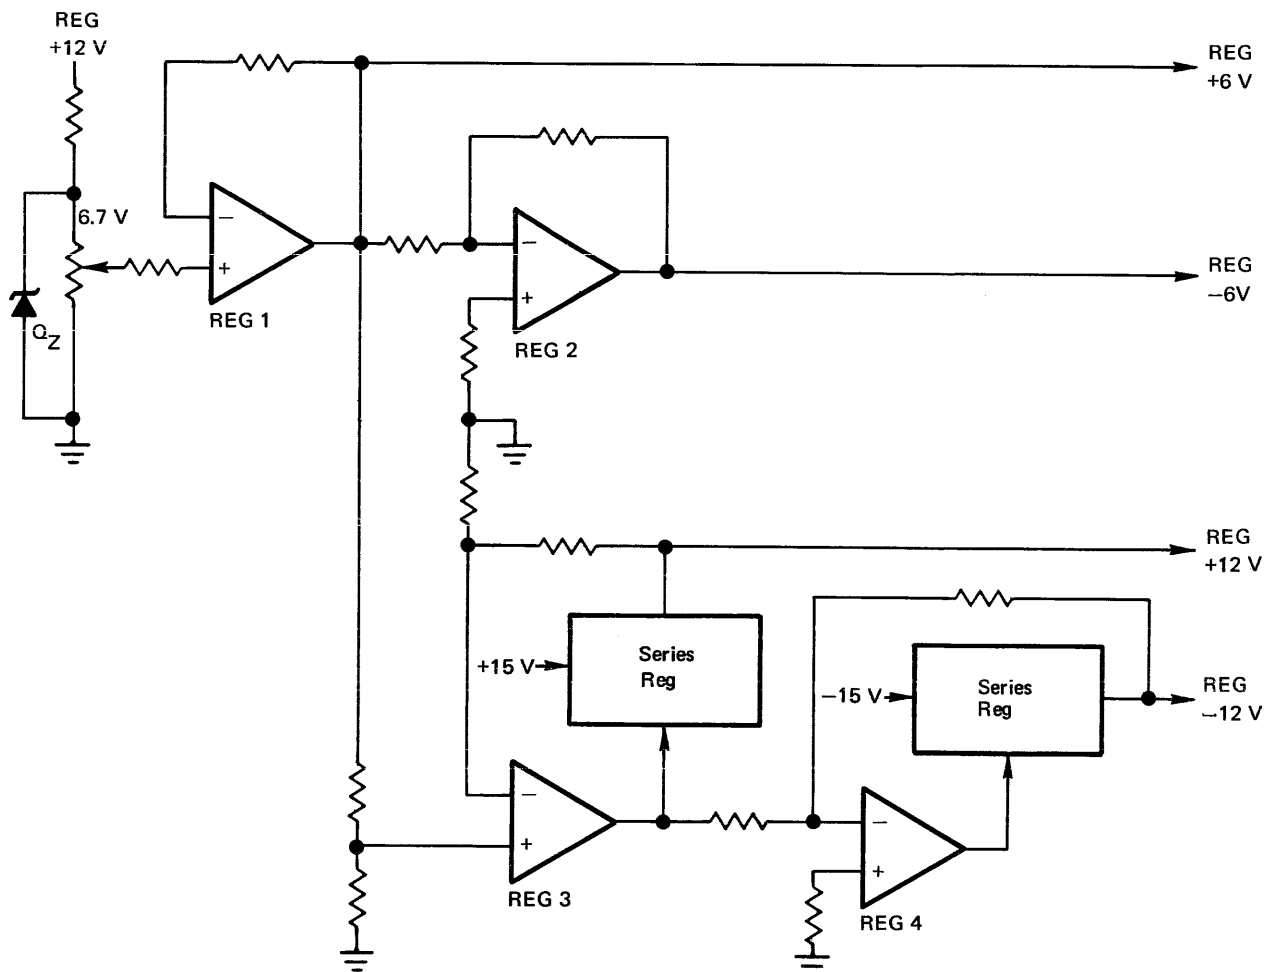 REG
+12 V
REG
+6 V
6.7 V
−
+
REG 1
QZ
−
+
REG 2
REG
−6V
REG
+12 V
+15 V
Series
Reg
−15 V
Series
Reg
REG
−12 V
−
+
REG 3
−
+
REG 4